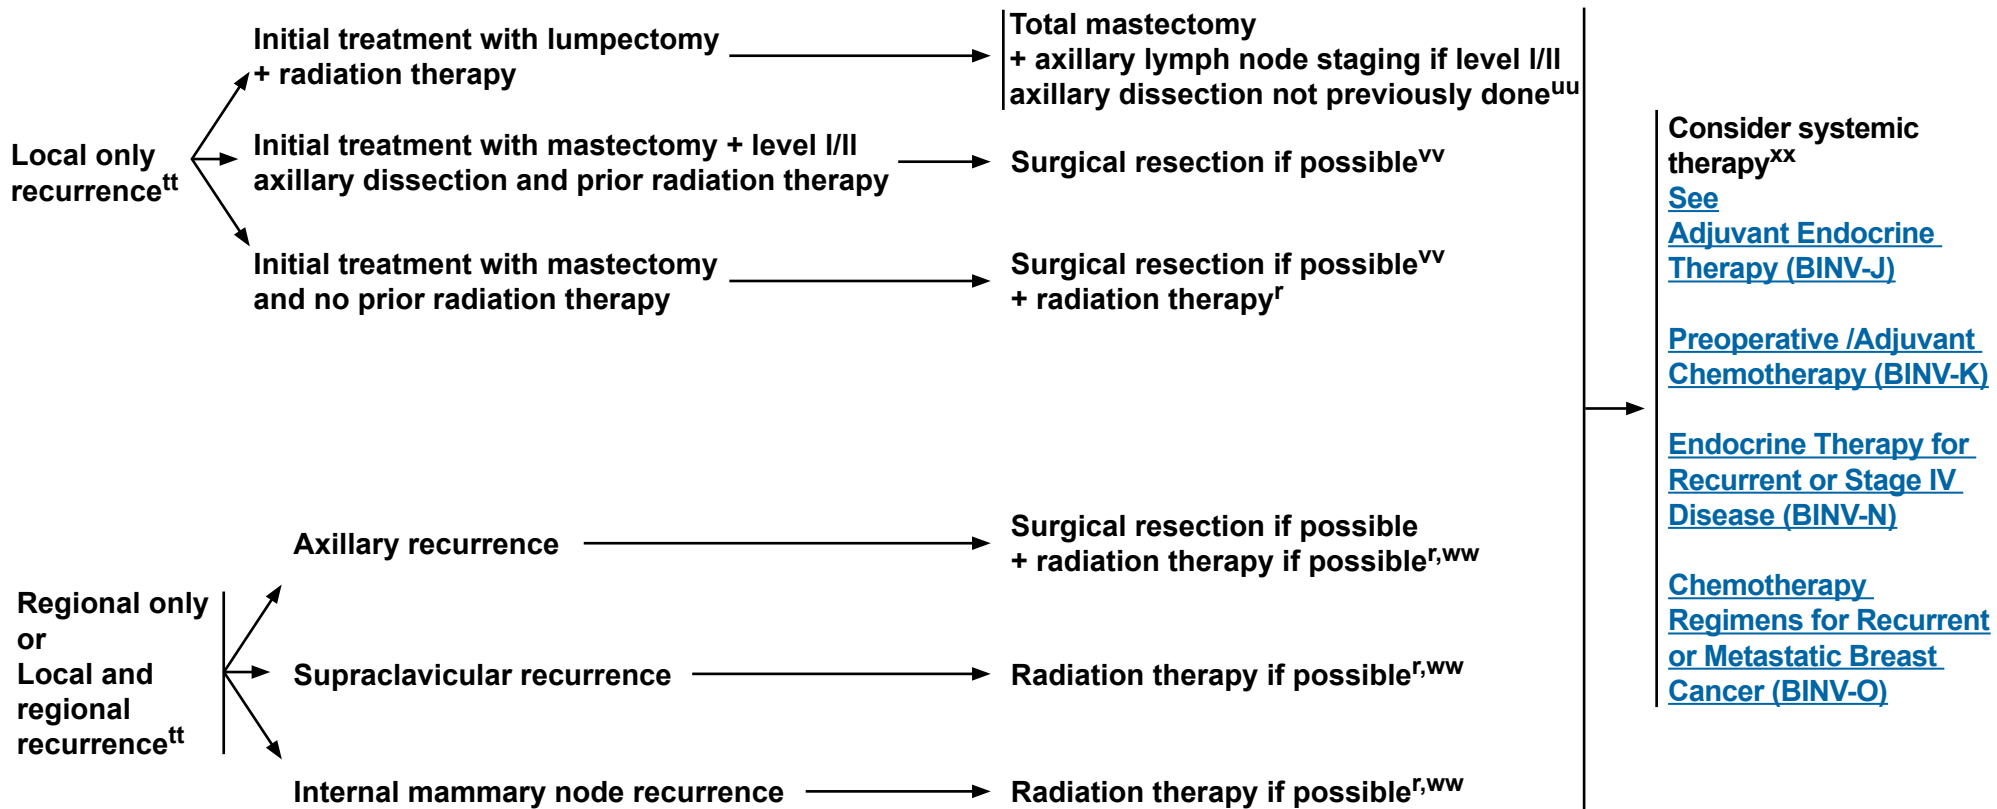 Local only
recurrencett
Initial treatment with lumpectomy
+ radiation therapy
Total mastectomy
+ axillary lymph node staging if level I/II
axillary dissection not previously doneuu
Initial treatment with mastectomy + level I/II
axillary dissection and prior radiation therapy
Surgical resection if possiblevv
Initial treatment with mastectomy
and no prior radiation therapy
Surgical resection if possiblevv
+ radiation therapyr
Regional only
or
Local and
regional
recurrencett
Axillary recurrence
Surgical resection if possible
+ radiation therapy if possibler,ww
Supraclavicular recurrence
Radiation therapy if possibler,ww
Internal mammary node recurrence
Radiation therapy if possibler,ww
Consider systemic
therapyxx
See
Adjuvant Endocrine
Therapy (BINV-J)
Preoperative /Adjuvant
Chemotherapy (BINV-K)
Endocrine Therapy for
Recurrent or Stage IV
Disease (BINV-N)
Chemotherapy
Regimens for Recurrent
or Metastatic Breast
Cancer (BINV-O)